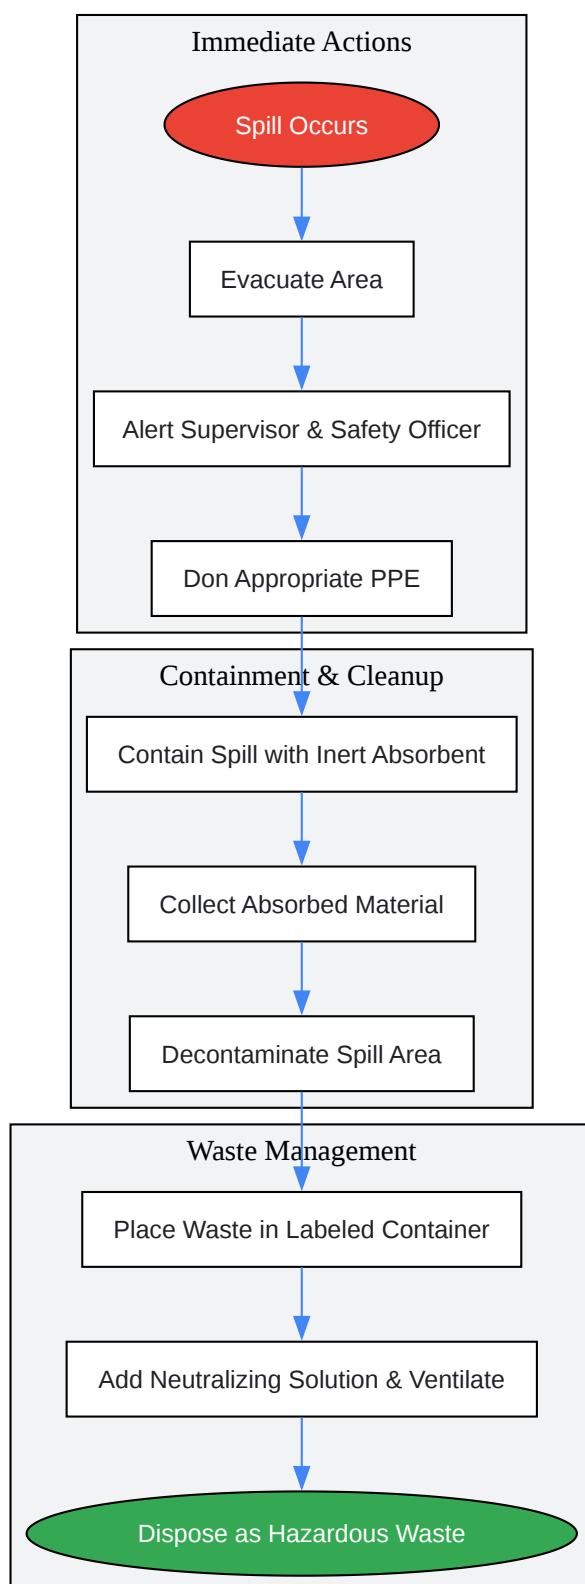 Immediate Actions
Spill Occurs
Evacuate Area
Alert Supervisor & Safety Officer
Don Appropriate PPE
Containment & Cleanup
Contain Spill with Inert Absorbent
Collect Absorbed Material
Decontaminate Spill Area
Waste Management
Place Waste in Labeled Container
Add Neutralizing Solution & Ventilate
Dispose as Hazardous Waste